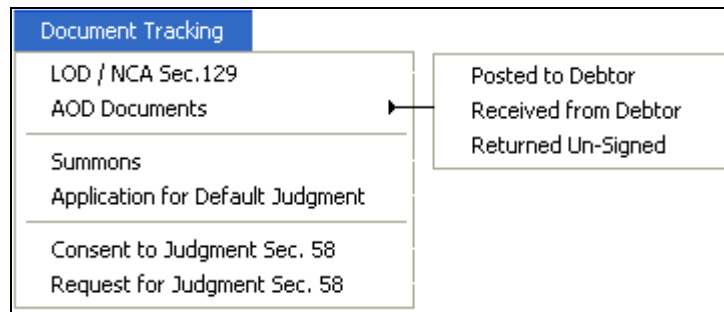 Document Tracking
LOD / NCA Sec.129
AOD Documents
Posted to Debtor
Received from Debtor
Returned Un-Signed
Summons
Application for Default Judgment
Consent to Judgment Sec. 58
Request for Judgment Sec. 58